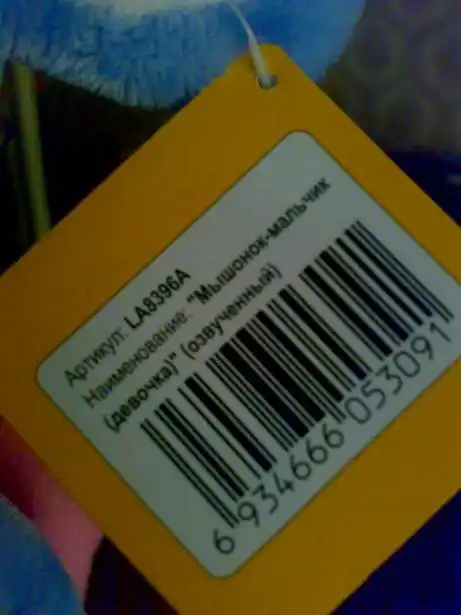 Артикул: LA8396A
Наименование: "Мышонок-мальчик
(девочка)" (озвученный)
6 934666 053091